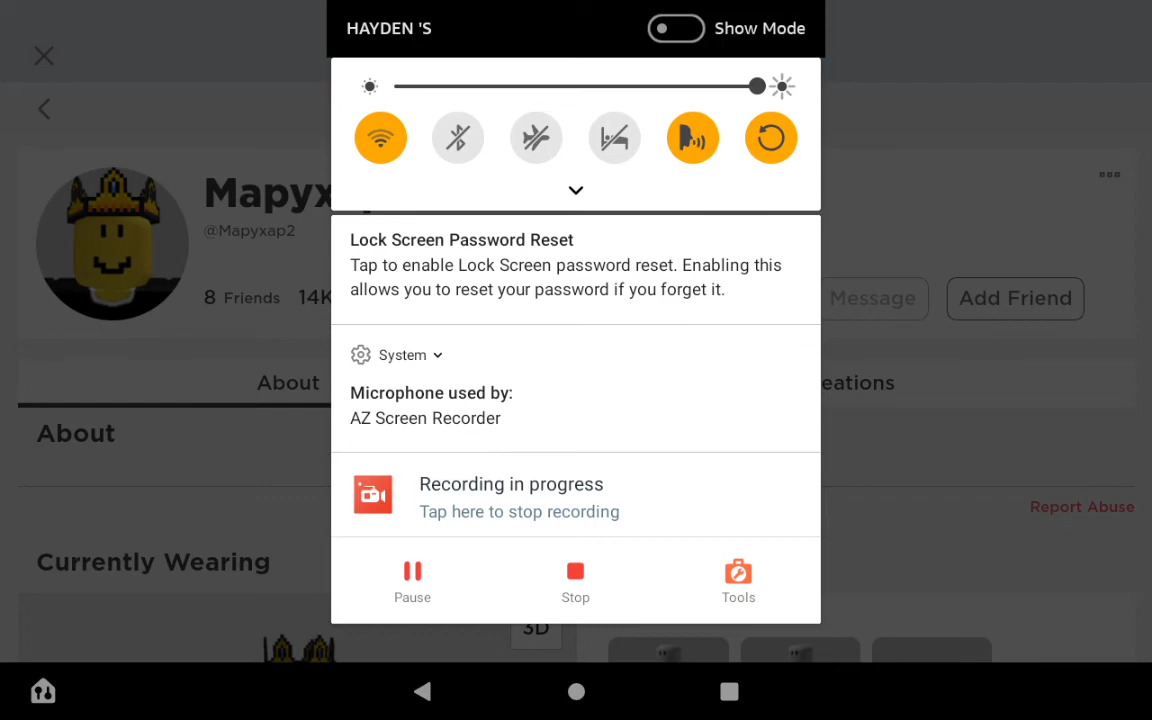 HAYDEN 'S
Show Mode
Lock Screen Password Reset
Tap to enable Lock Screen password reset. Enabling this
allows you to reset your password if you forget it.
System
Microphone used by:
AZ Screen Recorder
Recording in progress
Tap here to stop recording
Pause
Stop
Tools
@Mapyxap2
8 Friends
14K
Message
Add Friend
About
About
Report Abuse
Currently Wearing
3D